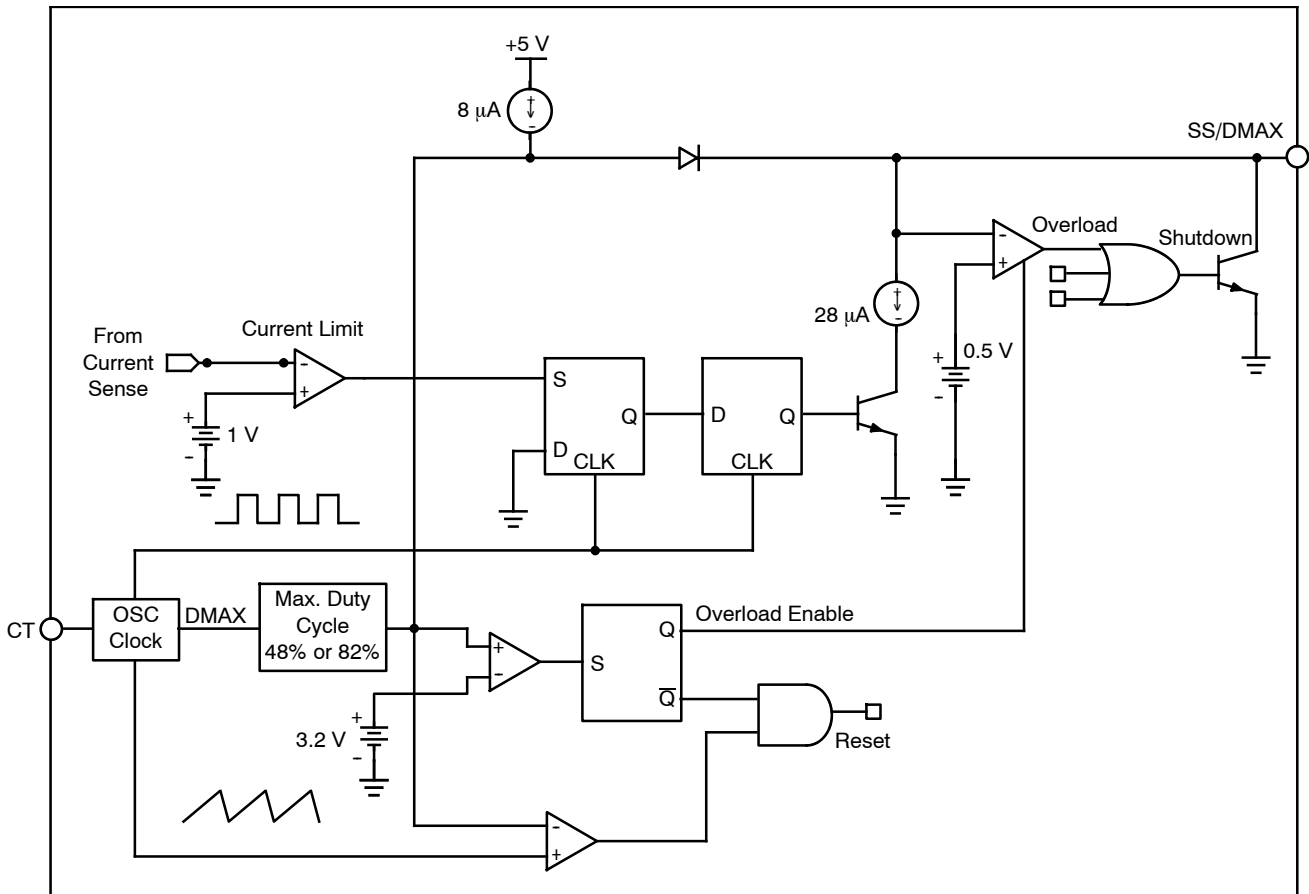 +5 V
8 μA
+
-
SS/DMAX
Overload
-
+
Shutdown
+
-
28 μA
0.5 V
+
-
From
Current
Sense
Current Limit
-
+
+
-
1 V
S
Q
D
CLK
D
Q
CLK
CT
OSC
Clock
DMAX
Max. Duty
Cycle
48% or 82%
+
-
3.2 V
+
-
S
Q
Q̅
Overload Enable
Reset
-
+